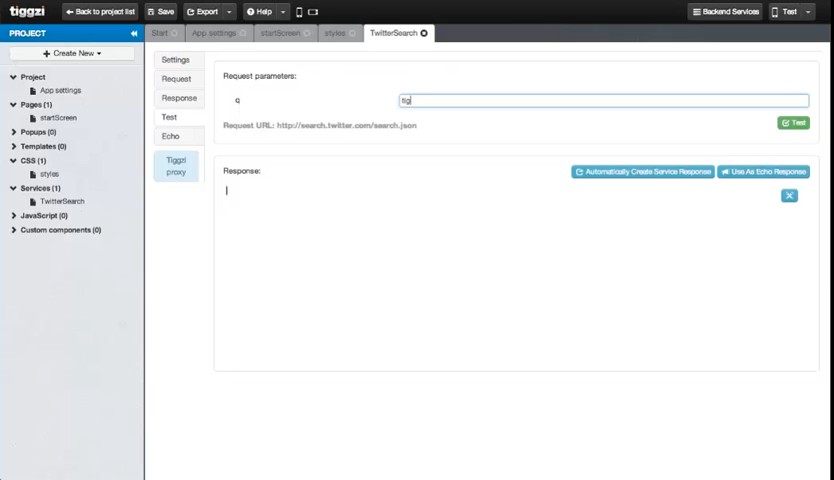 tiggzi
Back to project list
Save
Export
Help
Backend Services
Test
PROJECT
Start
App settings
startScreen
styles
TwitterSearch
Create New
Project
App settings
Pages (1)
startScreen
Popups (0)
Templates (0)
CSS (1)
styles
Services (1)
TwitterSearch
JavaScript (0)
Custom components (0)
Settings
Request
Response
Test
Echo
Tiggzi
proxy
Request parameters:
q
tig
Request URL: http://search.twitter.com/search.json
Test
Response:
Automatically Create Service Response
Use As Echo Response